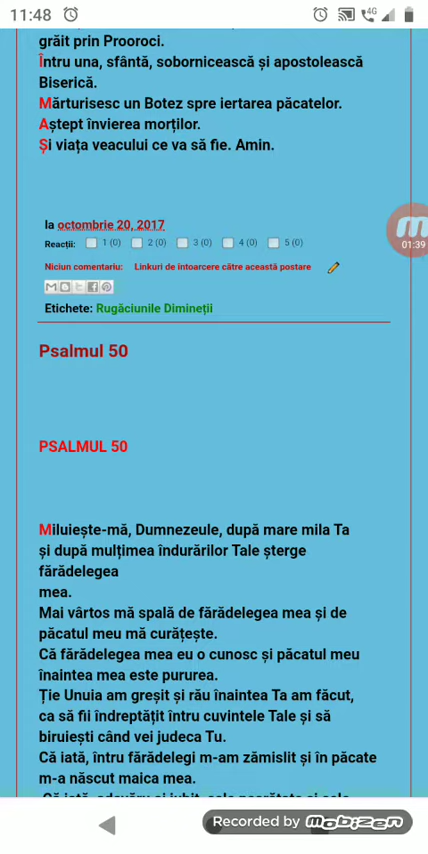 11:48
4G
grăit prin Prooroci.
Întru una, sfântă, sobornicească și apostolească
Biserică.
Mărturisesc un Botez spre iertarea păcatelor.
Aștept învierea morților.
Și viața veacului ce va să fie. Amin.
01:39
la octombrie 20, 2017
Reacții: 1 (0) 2 (0) 3 (0) 4 (0) 5 (0)
Niciun comentariu: Linkuri de întoarcere către această postare
Etichete: Rugăciunile Dimineții
Psalmul 50
PSALMUL 50
Miluiește-mă, Dumnezeule, după mare mila Ta
și după mulțimea îndurărilor Tale șterge
fărădelegea
mea.
Mai vârtos mă spală de fărădelegea mea și de
păcatul meu mă curățește.
Că fărădelegea mea eu o cunosc și păcatul meu
înaintea mea este pururea.
Ție Unuia am greșit și rău înaintea Ta am făcut,
ca să fii îndreptățit întru cuvintele Tale și să
biruiești când vei judeca Tu.
Că iată, întru fărădelegi m-am zămislit și în păcate
m-a născut maica mea.
Recorded by mobizen